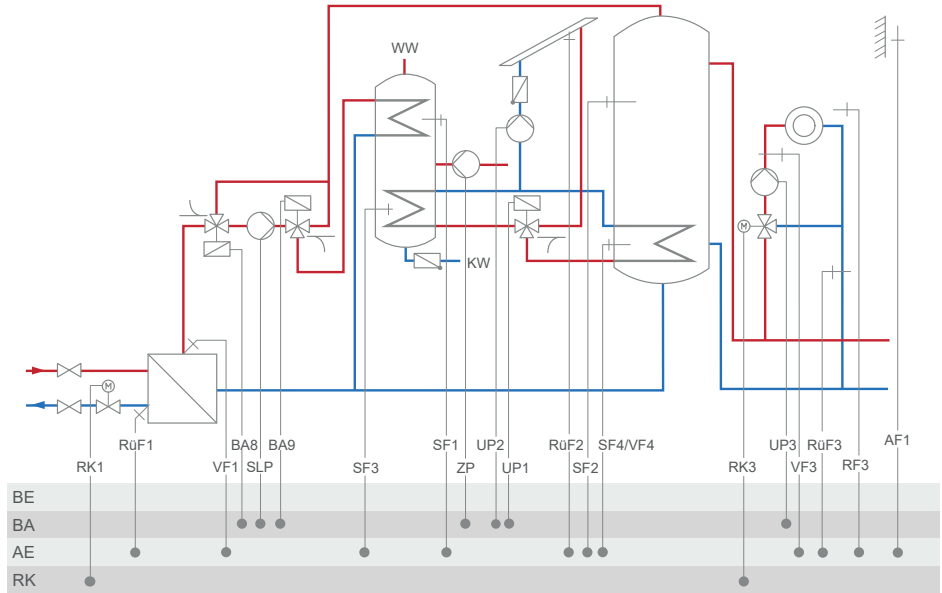 WW
KW
M
M
RüF1
BA8
BA9
SF1
UP2
RüF2
SF4/VF4
UP3
RüF3
AF1
RK1
VF1
SLP
SF3
ZP
UP1
SF2
RK3
VF3
RF3
BE
BA
AE
RK